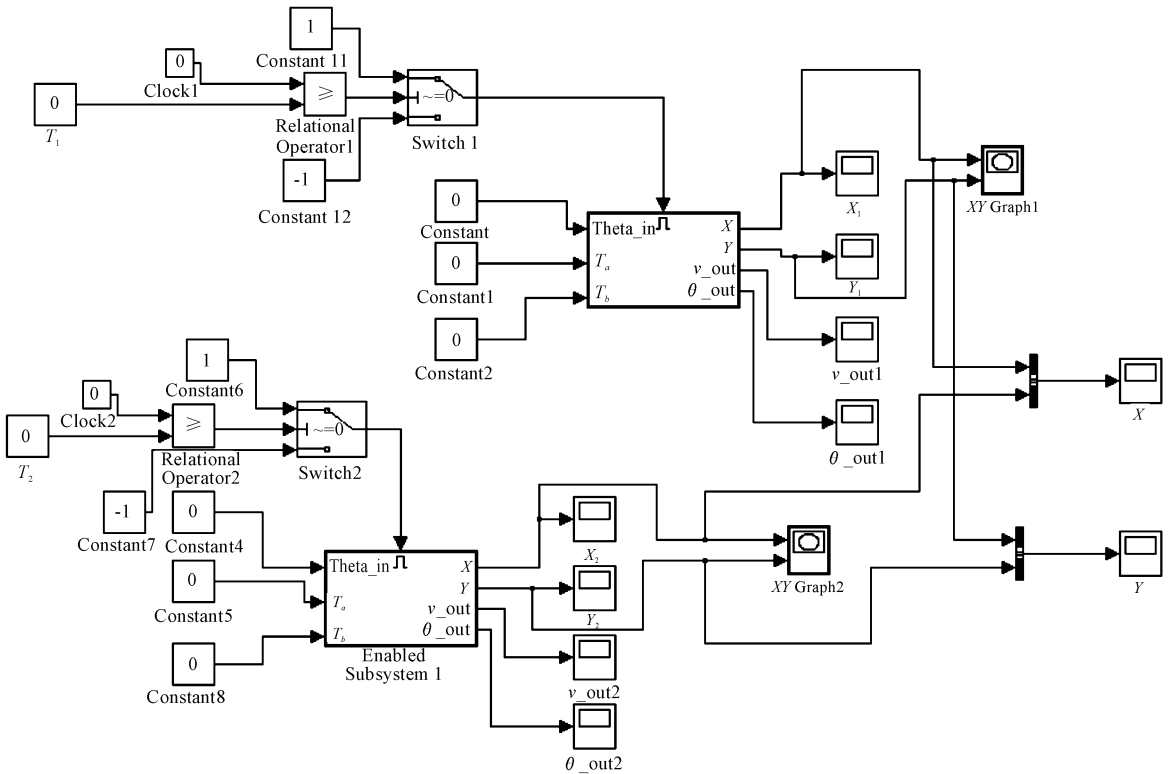 1
Constant 11
0
Clock1
0
T1
≥
Relational
Operator1
~=0
Switch 1
-1
Constant 12
0
Constant
0
Constant1
0
Constant2
Theta_in
Ta
Tb
X
Y
v_out
θ_out
X1
Y1
v_out1
θ_out1
XY Graph1
X
Y
1
Constant6
0
Clock2
0
T2
≥
Relational
Operator2
~=0
Switch2
-1
Constant7
0
Constant4
0
Constant5
0
Constant8
Theta_in
Ta
Tb
X
Y
v_out
θ_out
Enabled
Subsystem 1
X2
Y2
v_out2
θ_out2
XY Graph2